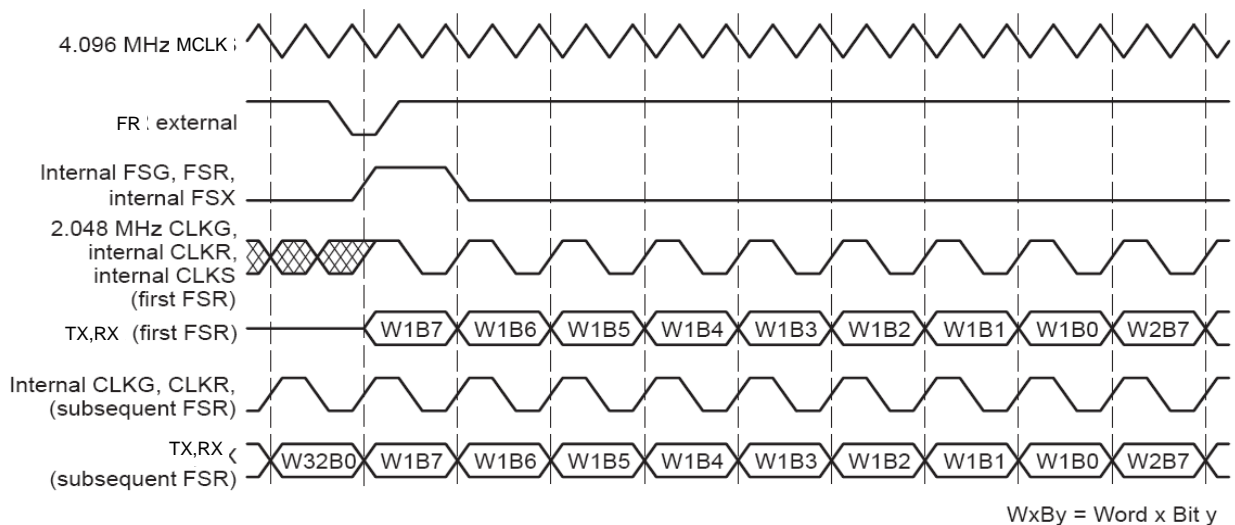 4.096 MHz MCLK
FR : external
Internal FSG, FSR,
internal FSX
2.048 MHz CLKG,
internal CLKR,
internal CLKS
(first FSR)
TX,RX (first FSR)
W1B7 W1B6 W1B5 W1B4 W1B3 W1B2 W1B1 W1B0 W2B7
Internal CLKG, CLKR,
(subsequent FSR)
TX,RX
(subsequent FSR)
W32B0 W1B7 W1B6 W1B5 W1B4 W1B3 W1B2 W1B1 W1B0 W2B7
WxBy = Word x Bit y